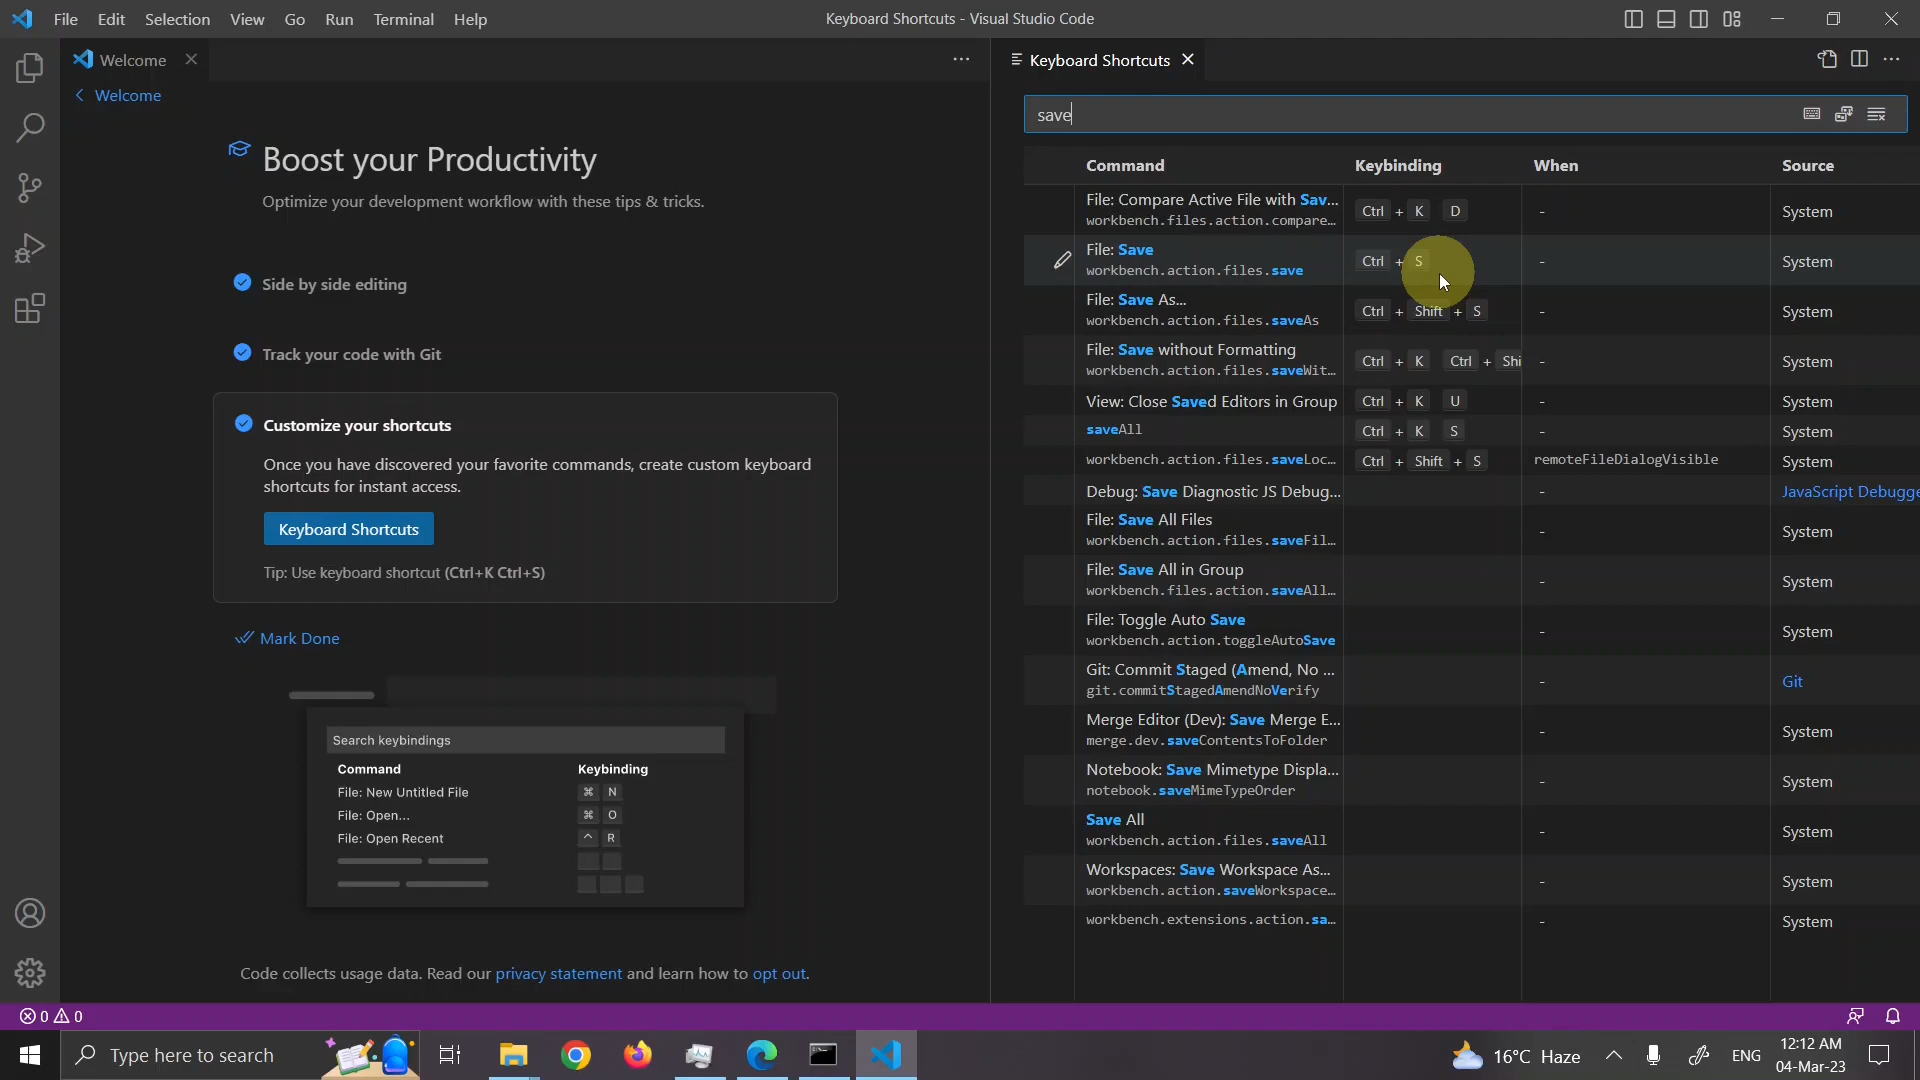 File Edit Selection View Go Run Terminal Help
Keyboard Shortcuts - Visual Studio Code
Welcome
Welcome
Boost your Productivity
Optimize your development workflow with these tips & tricks.
Side by side editing
Track your code with Git
Customize your shortcuts
Once you have discovered your favorite commands, create custom keyboard
shortcuts for instant access.
Keyboard Shortcuts
Tip: Use keyboard shortcut (Ctrl+K Ctrl+S)
Mark Done
Search keybindings
Command Keybinding
File: New Untitled File ⌘ N
File: Open... ⌘ O
File: Open Recent ^ R
Code collects usage data. Read our privacy statement and learn how to opt out.
Keyboard Shortcuts
save
Command Keybinding When Source
File: Compare Active File with Sav... Ctrl + K D - System
workbench.files.action.compare...
File: Save Ctrl + S - System
workbench.action.files.save
File: Save As... Ctrl + Shift + S - System
workbench.action.files.saveAs
File: Save without Formatting Ctrl + K Ctrl + Shi - System
workbench.action.files.saveWit...
View: Close Saved Editors in Group Ctrl + K U - System
saveAll Ctrl + K S - System
workbench.action.files.saveLoc... Ctrl + Shift + S remoteFileDialogVisible System
Debug: Save Diagnostic JS Debug... - JavaScript Debugge
File: Save All Files - System
workbench.action.files.saveFil...
File: Save All in Group - System
workbench.files.action.saveAll...
File: Toggle Auto Save - System
workbench.action.toggleAutoSave
Git: Commit Staged (Amend, No ... - Git
git.commitStagedAmendNoVerify
Merge Editor (Dev): Save Merge E... - System
merge.dev.saveContentsToFolder
Notebook: Save Mimetype Displa... - System
notebook.saveMimeTypeOrder
Save All - System
workbench.action.files.saveAll
Workspaces: Save Workspace As... - System
workbench.action.saveWorkspace...
workbench.extensions.action.sa... - System
0 0
Type here to search
16°C Haze
ENG
12:12 AM
04-Mar-23